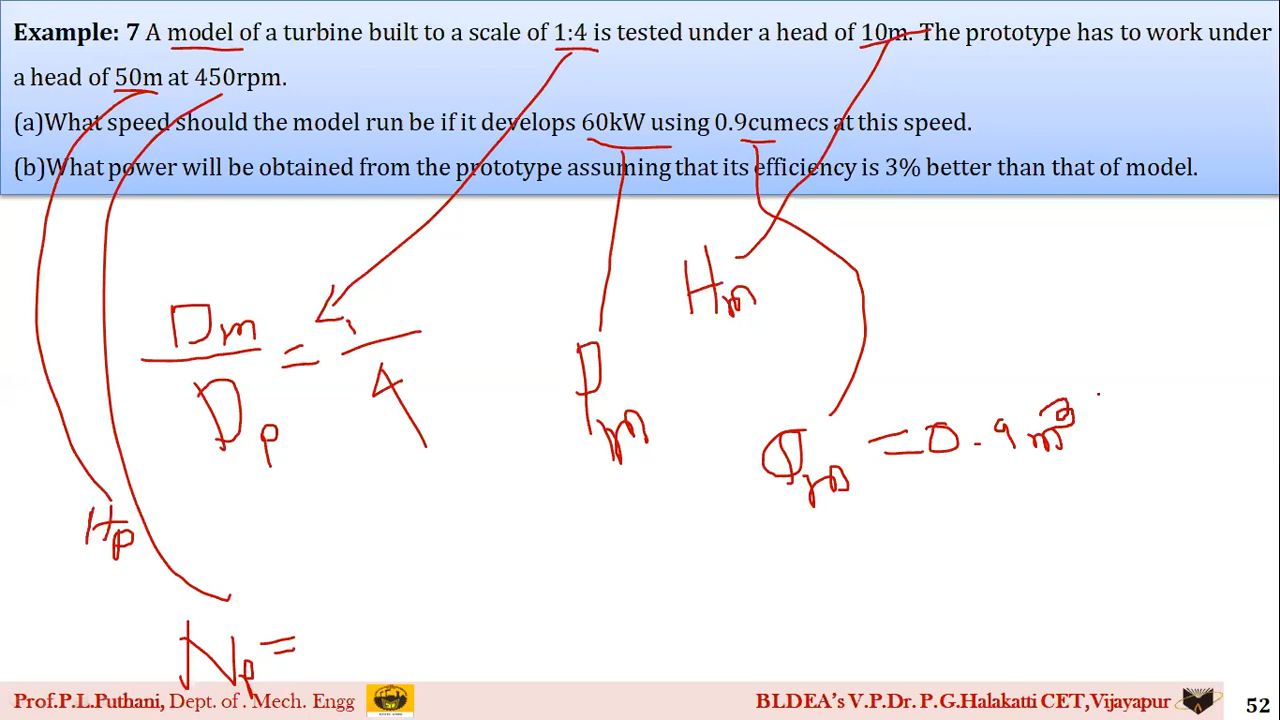 Example: 7 A model of a turbine built to a scale of 1:4 is tested under a head of 10m. The prototype has to work under
a head of 50m at 450rpm.
(a)What speed should the model run be if it develops 60kW using 0.9cumecs at this speed.
(b)What power will be obtained from the prototype assuming that its efficiency is 3% better than that of model.
Hm
Dm/Dp = 1/4
Pm
Qm = 0.9 m³
Hp
Np =
Prof.P.L.Puthani, Dept. of . Mech. Engg
BLDEA's V.P.Dr. P.G.Halakatti CET,Vijayapur
52